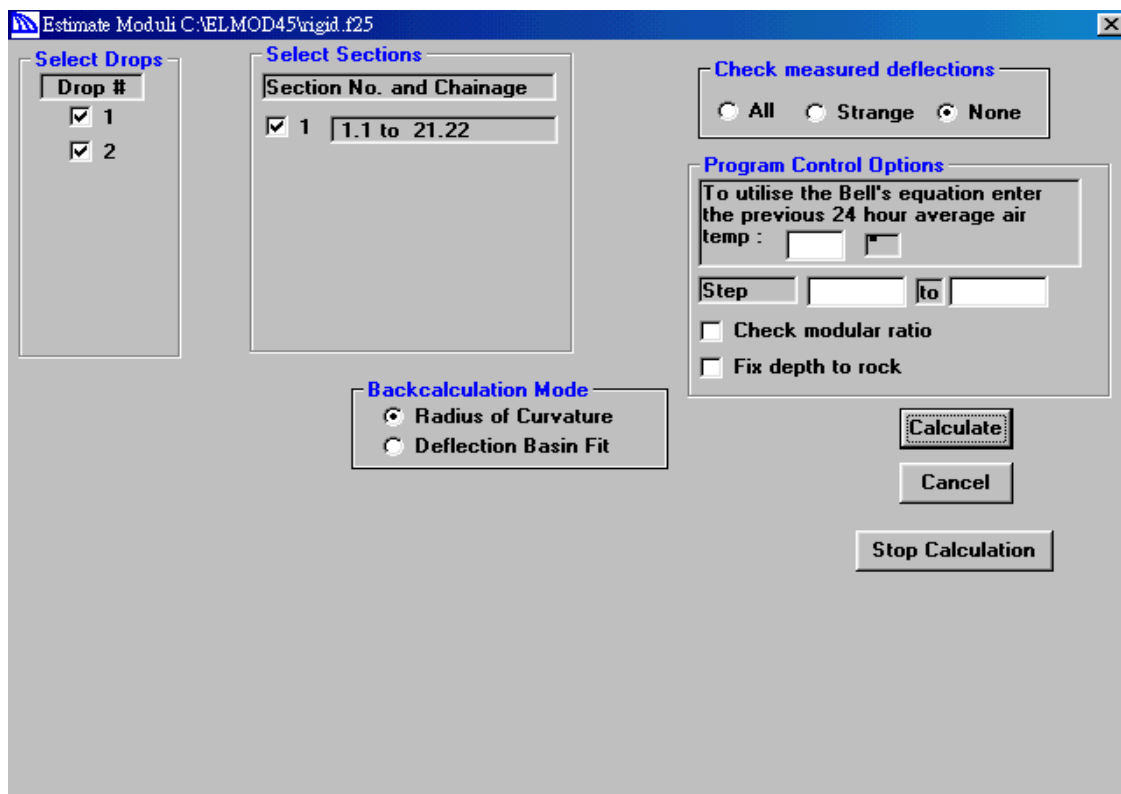 Estimate Moduli C:\ELMOD45\rigid.f25
Select Drops
Drop #
1
2
Select Sections
Section No. and Chainage
1 1.1 to 21.22
Check measured deflections
All Strange None
Program Control Options
To utilise the Bell's equation enter
the previous 24 hour average air
temp :
Step to
Check modular ratio
Fix depth to rock
Backcalculation Mode
Radius of Curvature
Deflection Basin Fit
Calculate
Cancel
Stop Calculation